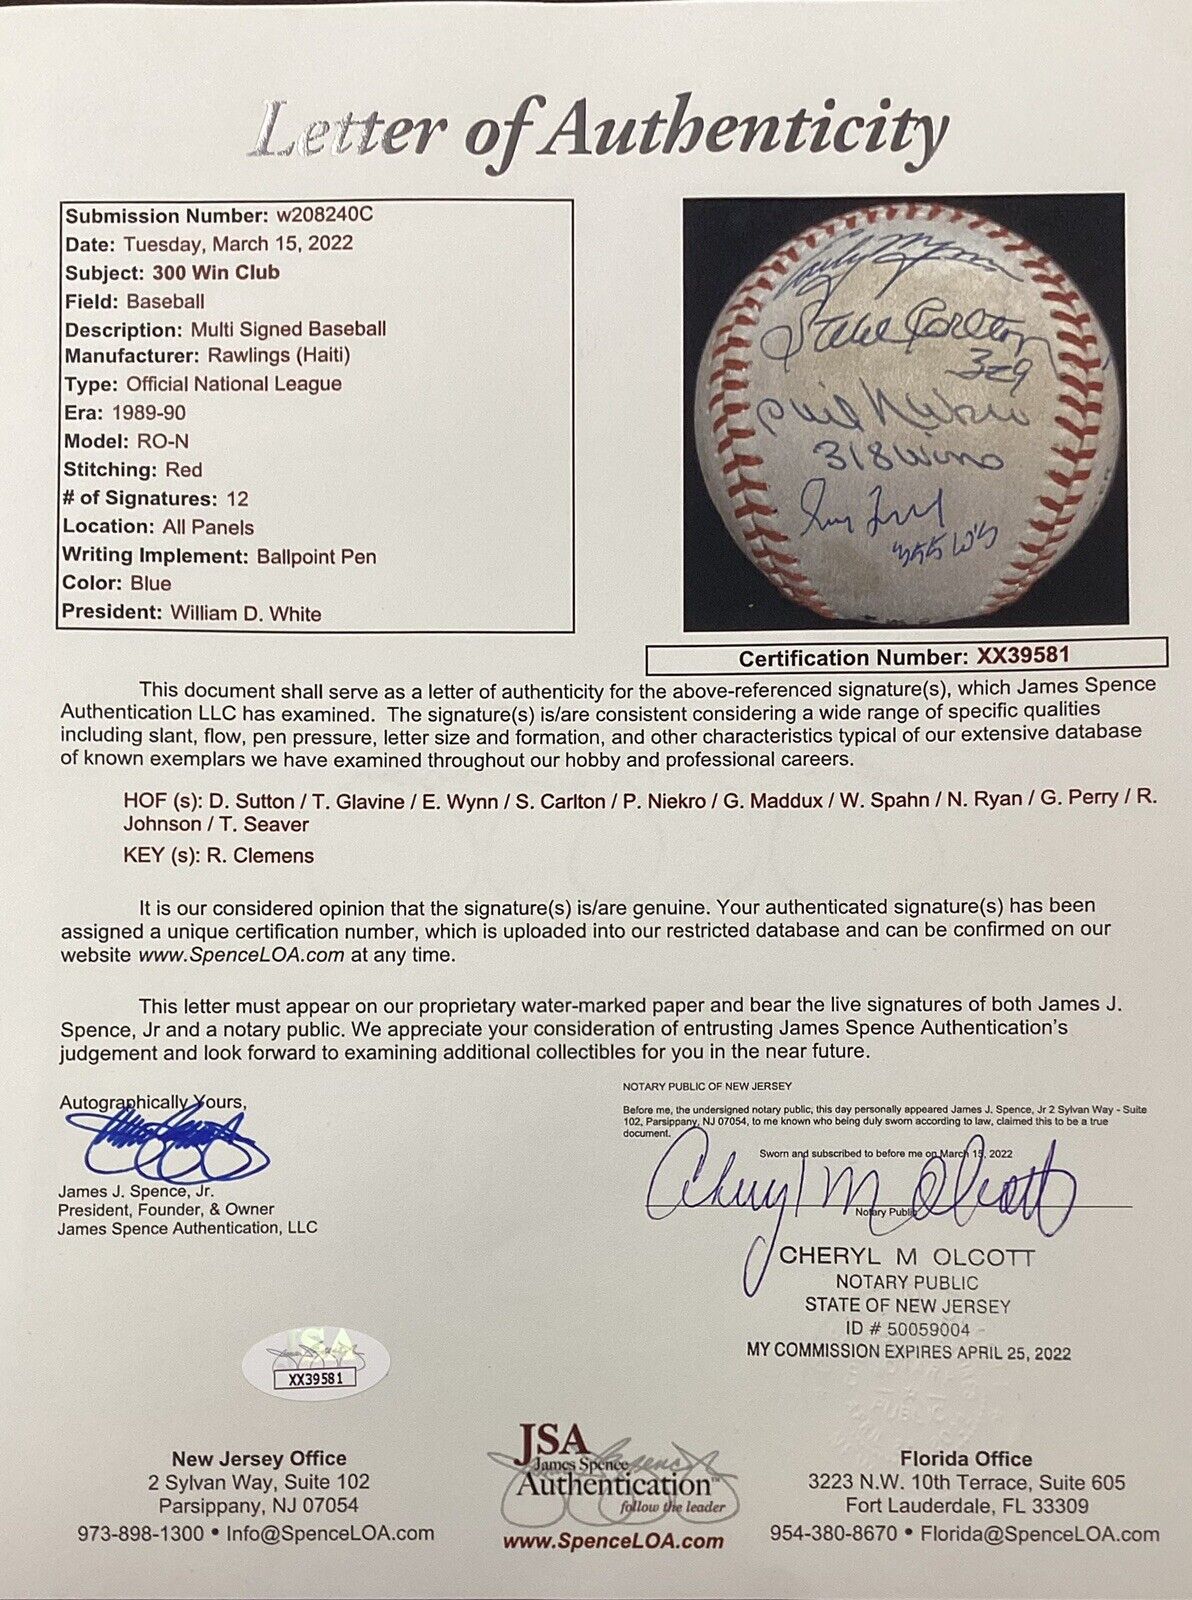 Letter of Authenticity
Submission Number: w208240C
Date: Tuesday, March 15, 2022
Subject: 300 Win Club
Field: Baseball
Description: Multi Signed Baseball
Manufacturer: Rawlings (Haiti)
Type: Official National League
Era: 1989-90
Model: RO-N
Stitching: Red
# of Signatures: 12
Location: All Panels
Writing Implement: Ballpoint Pen
Color: Blue
President: William D. White
Early Wynn
Steve Carlton
329
Phil Niekro
318 wins
355 W'S
Certification Number: XX39581
This document shall serve as a letter of authenticity for the above-referenced signature(s), which James Spence
Authentication LLC has examined. The signature(s) is/are consistent considering a wide range of specific qualities
including slant, flow, pen pressure, letter size and formation, and other characteristics typical of our extensive database
of known exemplars we have examined throughout our hobby and professional careers.
HOF (s): D. Sutton / T. Glavine / E. Wynn / S. Carlton / P. Niekro / G. Maddux / W. Spahn / N. Ryan / G. Perry / R.
Johnson / T. Seaver
KEY (s): R. Clemens
It is our considered opinion that the signature(s) is/are genuine. Your authenticated signature(s) has been
assigned a unique certification number, which is uploaded into our restricted database and can be confirmed on our
website www.SpenceLOA.com at any time.
This letter must appear on our proprietary water-marked paper and bear the live signatures of both James J.
Spence, Jr and a notary public. We appreciate your consideration of entrusting James Spence Authentication's
judgement and look forward to examining additional collectibles for you in the near future.
Autographically Yours,
James J. Spence, Jr.
President, Founder, & Owner
James Spence Authentication, LLC
NOTARY PUBLIC OF NEW JERSEY
Before me, the undersigned notary public, this day personally appeared James J. Spence, Jr 2 Sylvan Way - Suite
102, Parsippany, NJ 07054, to me known who being duly sworn according to law, claimed this to be a true
document.
Sworn and subscribed to before me on March 15, 2022
Cheryl M Olcott
Notary Public
CHERYL M OLCOTT
NOTARY PUBLIC
STATE OF NEW JERSEY
ID # 50059004
MY COMMISSION EXPIRES APRIL 25, 2022
JSA
XX39581
New Jersey Office
2 Sylvan Way, Suite 102
Parsippany, NJ 07054
973-898-1300 • Info@SpenceLOA.com
JSA
James Spence
Authentication™
follow the leader
www.SpenceLOA.com
Florida Office
3223 N.W. 10th Terrace, Suite 605
Fort Lauderdale, FL 33309
954-380-8670 • Florida@SpenceLOA.com